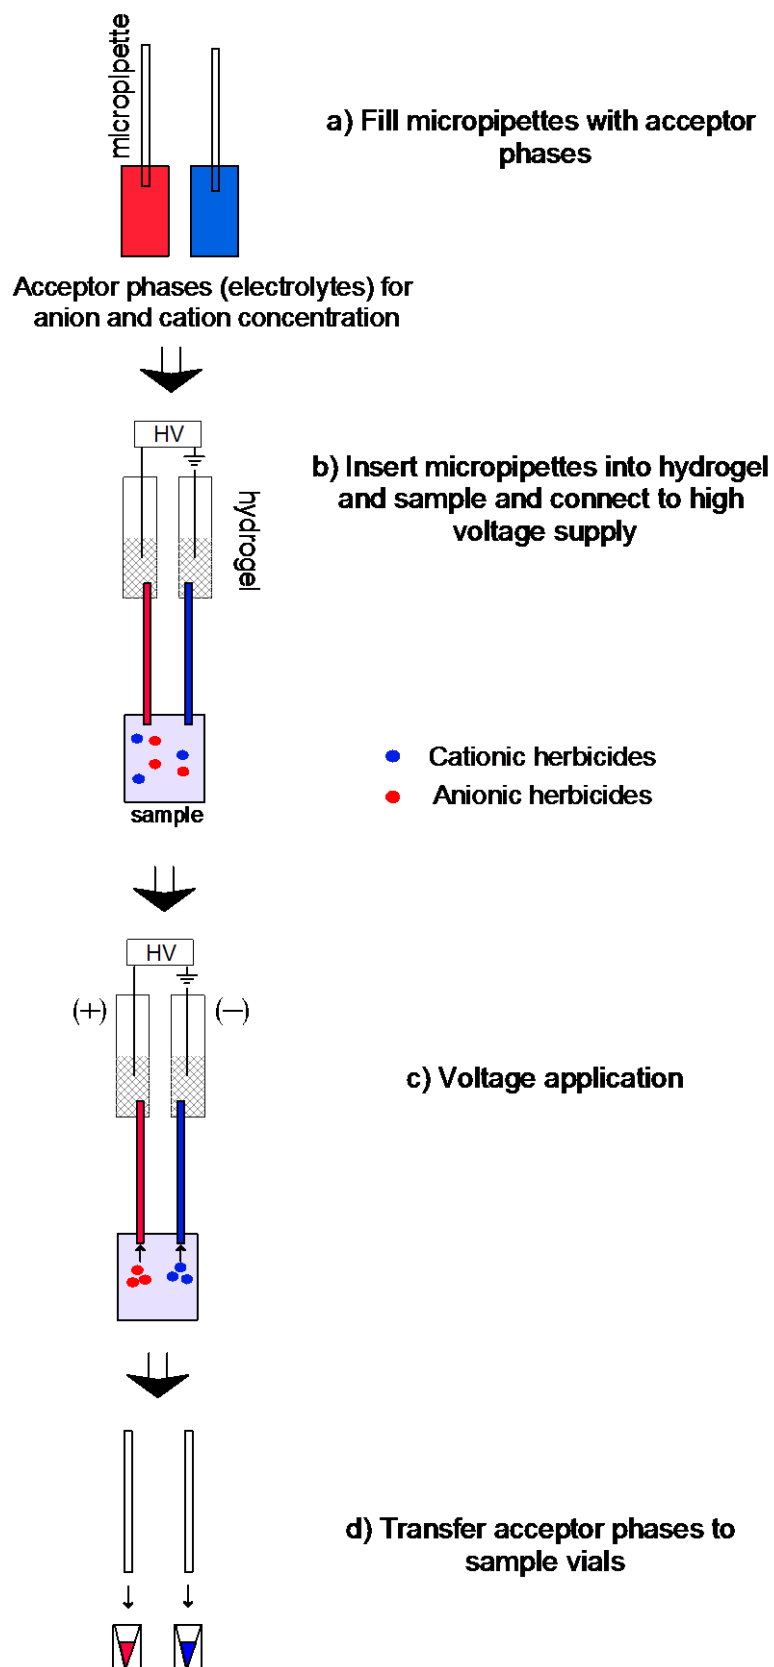 micropipette
a) Fill micropipettes with acceptor
phases
Acceptor phases (electrolytes) for
anion and cation concentration
HV
hydrogel
b) Insert micropipettes into hydrogel
and sample and connect to high
voltage supply
Cationic herbicides
Anionic herbicides
sample
HV
(+)
(−)
c) Voltage application
d) Transfer acceptor phases to
sample vials